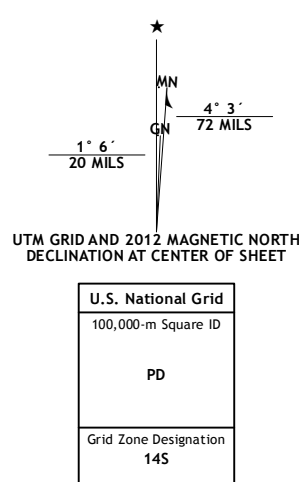 ★
MN
4° 3´
72 MILS
GN
1° 6´
20 MILS
UTM GRID AND 2012 MAGNETIC NORTH
DECLINATION AT CENTER OF SHEET
U.S. National Grid
100,000-m Square ID
PD
Grid Zone Designation
14S